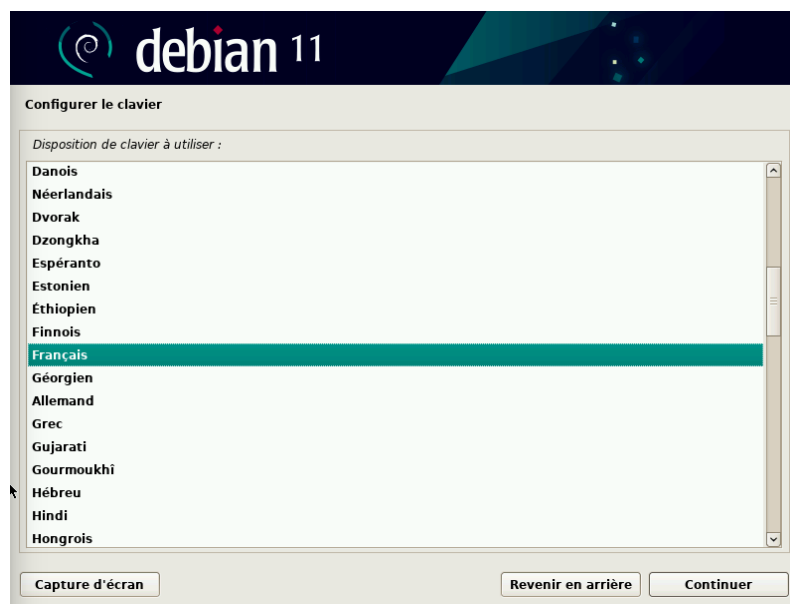 debian 11
Configurer le clavier
Disposition de clavier à utiliser :
Danois
Néerlandais
Dvorak
Dzongkha
Espéranto
Estonien
Éthiopien
Finnois
Français
Géorgien
Allemand
Grec
Gujarati
Gourmoukhî
Hébreu
Hindi
Hongrois
Capture d'écran
Revenir en arrière
Continuer